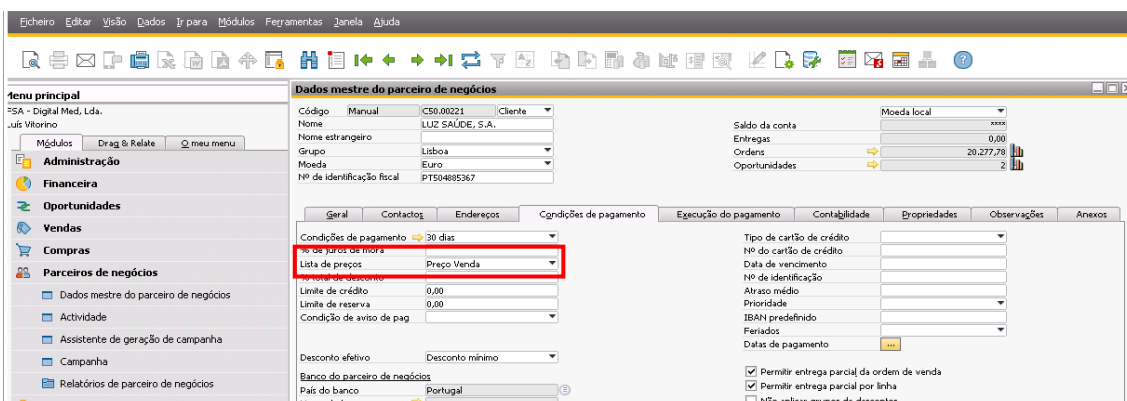 Ficheiro Editar Visão Dados Ir para Módulos Ferramentas Janela Ajuda
Menu principal
FSA - Digital Med, Lda.
Luís Vitorino
Módulos Drag & Relate O meu menu
Administração
Financeira
Oportunidades
Vendas
Compras
Parceiros de negócios
Dados mestre do parceiro de negócios
Actividade
Assistente de geração de campanha
Campanha
Relatórios de parceiro de negócios
Dados mestre do parceiro de negócios
Código Manual C50.00221 Cliente
Nome LUZ SAÚDE, S.A.
Nome estrangeiro
Grupo Lisboa
Moeda Euro
Nº de identificação fiscal PT504885367
Moeda local
Saldo da conta ****
Entregas 0,00
Ordens 20.277,78
Oportunidades 2
Geral Contactos Endereços Condições de pagamento Execução do pagamento Contabilidade Propriedades Observações Anexos
Condições de pagamento 30 dias
% de juros de mora
Lista de preços Preço Venda
% total de desconto
Limite de crédito 0,00
Limite de reserva 0,00
Condição de aviso de pag
Desconto efetivo Desconto mínimo
Banco do parceiro de negócios
País do banco Portugal
Tipo de cartão de crédito
Nº do cartão de crédito
Data de vencimento
Nº de identificação
Atraso médio
Prioridade
IBAN predefinido
Feriados
Datas de pagamento ...
Permitir entrega parcial da ordem de venda
Permitir entrega parcial por linha
Não aplicar grupos de descontos